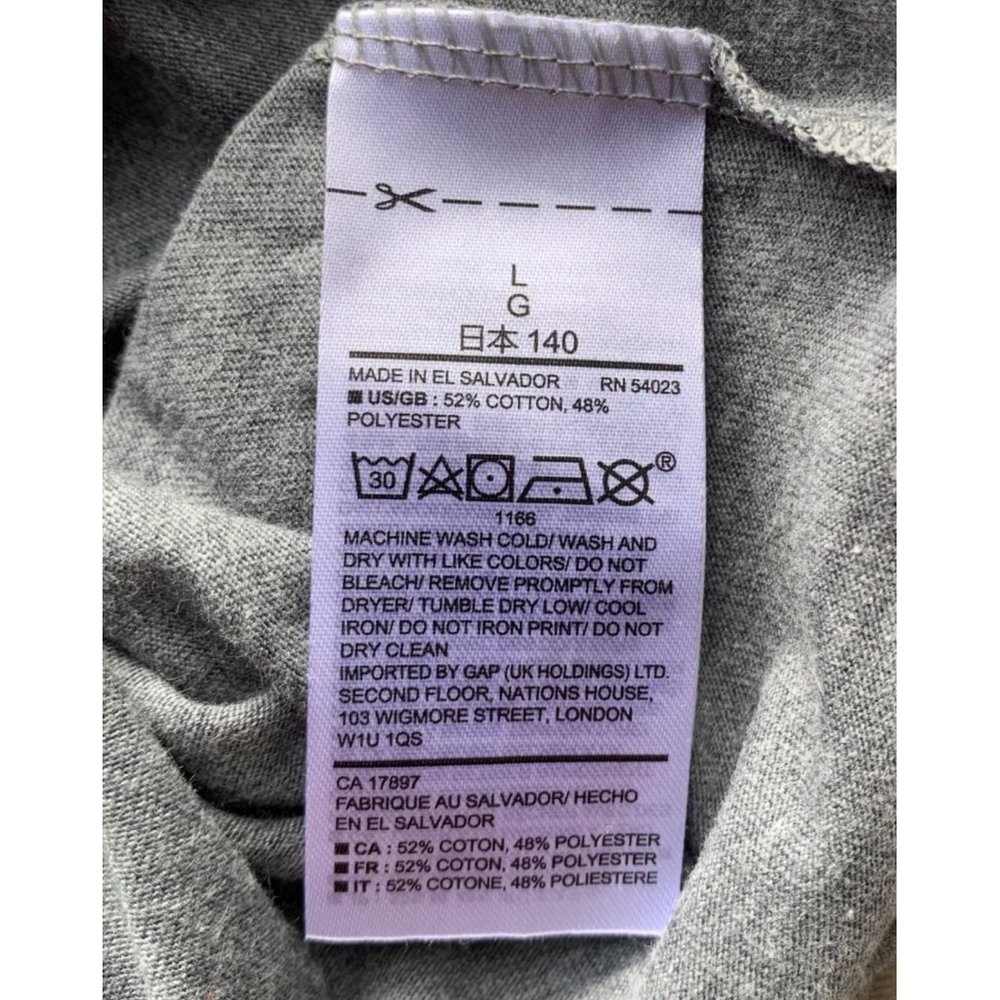 L
G
日本 140
MADE IN EL SALVADOR RN 54023
US/GB : 52% COTTON, 48%
POLYESTER
30
®
1166
MACHINE WASH COLD/ WASH AND
DRY WITH LIKE COLORS/ DO NOT
BLEACH/ REMOVE PROMPTLY FROM
DRYER/ TUMBLE DRY LOW/ COOL
IRON/ DO NOT IRON PRINT/ DO NOT
DRY CLEAN
IMPORTED BY GAP (UK HOLDINGS) LTD.
SECOND FLOOR, NATIONS HOUSE,
103 WIGMORE STREET, LONDON
W1U 1QS
CA 17897
FABRIQUE AU SALVADOR/ HECHO
EN EL SALVADOR
CA : 52% COTON, 48% POLYESTER
FR : 52% COTON, 48% POLYESTER
IT : 52% COTONE, 48% POLIESTERE